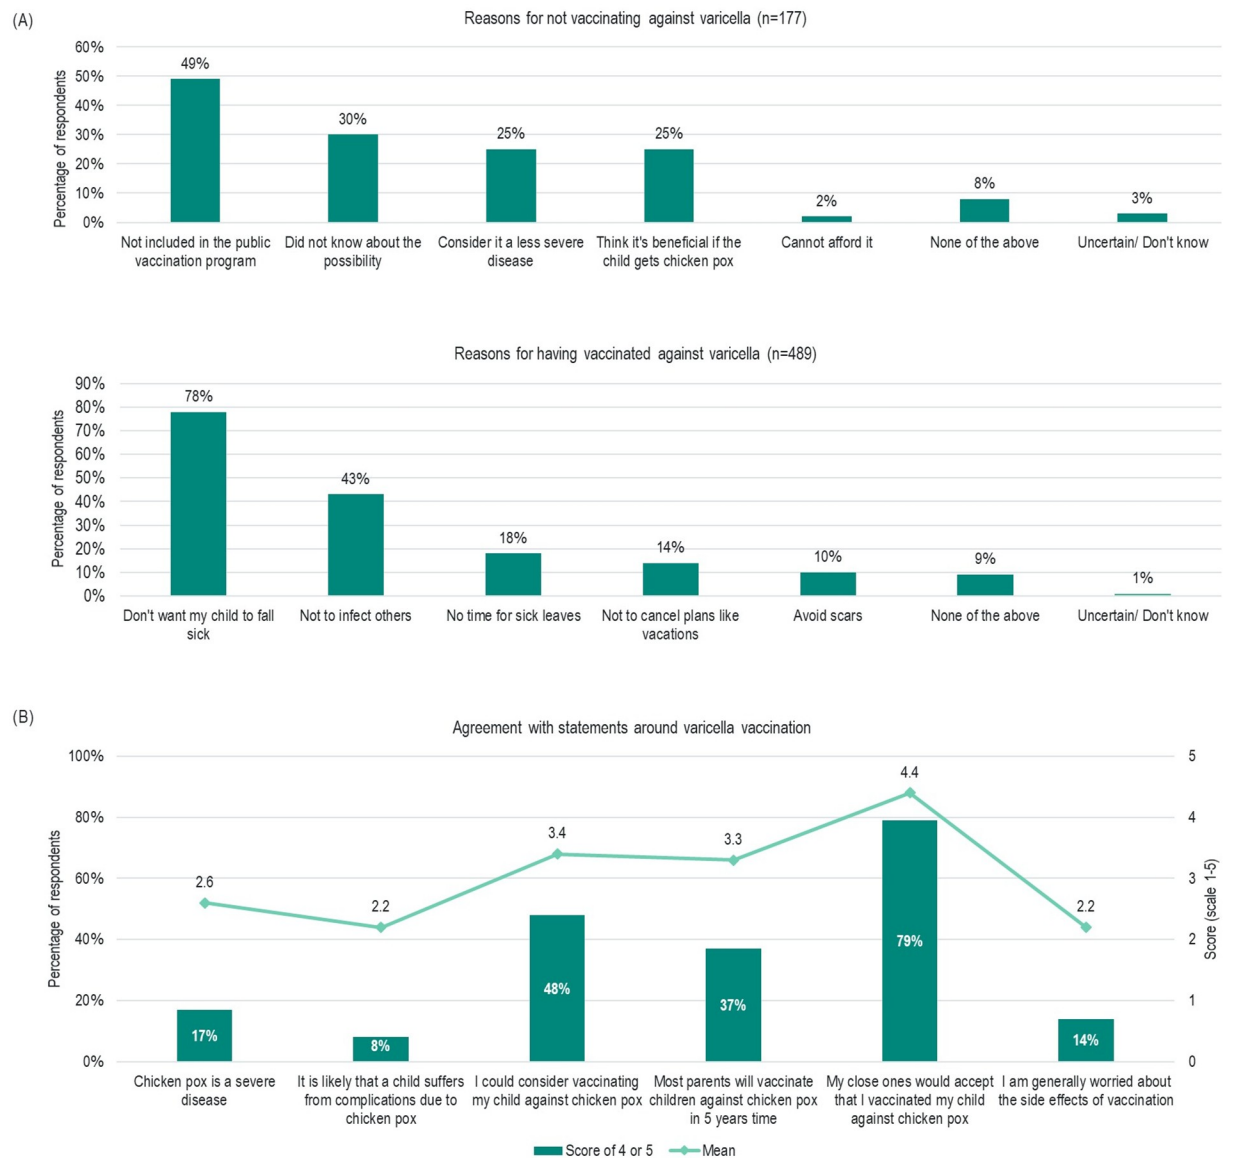 (A)
Reasons for not vaccinating against varicella (n=177)
Percentage of respondents
60%
50%
40%
30%
20%
10%
0%
49%
30%
25%
25%
2%
8%
3%
Not included in the public
vaccination program
Did not know about the
possibility
Consider it a less severe
disease
Think it's beneficial if the
child gets chicken pox
Cannot afford it
None of the above
Uncertain/ Don't know
Reasons for having vaccinated against varicella (n=489)
Percentage of respondents
90%
80%
70%
60%
50%
40%
30%
20%
10%
0%
78%
43%
18%
14%
10%
9%
1%
Don't want my child to fall
sick
Not to infect others
No time for sick leaves
Not to cancel plans like
vacations
Avoid scars
None of the above
Uncertain/ Don't know
(B)
Agreement with statements around varicella vaccination
Percentage of respondents
100%
80%
60%
40%
20%
0%
2.6
2.2
3.4
3.3
4.4
2.2
17%
8%
48%
37%
79%
14%
5
4
3
2
1
0
Score (scale 1-5)
Chicken pox is a severe
disease
It is likely that a child suffers
from complications due to
chicken pox
I could consider vaccinating
my child against chicken pox
Most parents will vaccinate
children against chicken pox
in 5 years time
My close ones would accept
that I vaccinated my child
against chicken pox
I am generally worried about
the side effects of vaccination
Score of 4 or 5
Mean